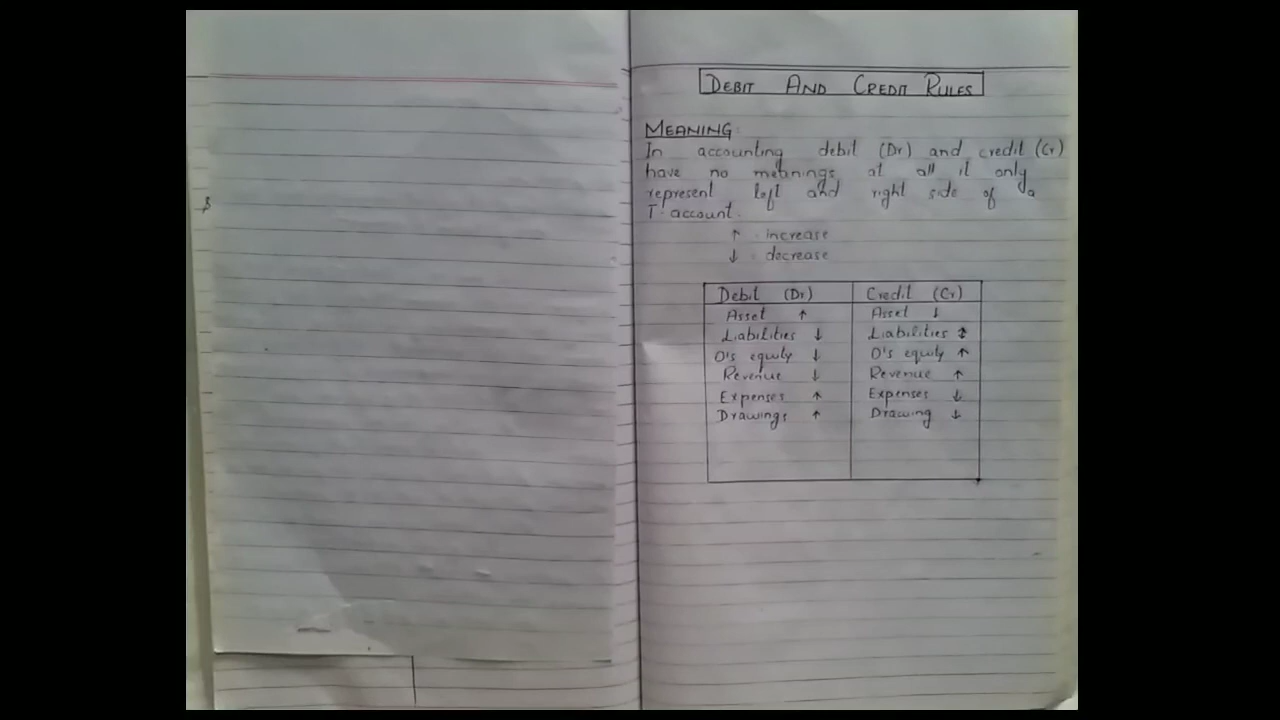 DEBIT AND CREDIT RULES
MEANING
In accounting debit (Dr) and credit (Cr)
have no meanings at all it only
represent left and right side of a
T. account.
↑ : increase
↓ : decrease
Debit (Dr) Credit (Cr)
Asset ↑ Asset ↓
Liabilities ↓ Liabilities ↑
O's equity ↓ O's equity ↑
Revenue ↓ Revenue ↑
Expenses ↑ Expenses ↓
Drawings ↑ Drawing ↓